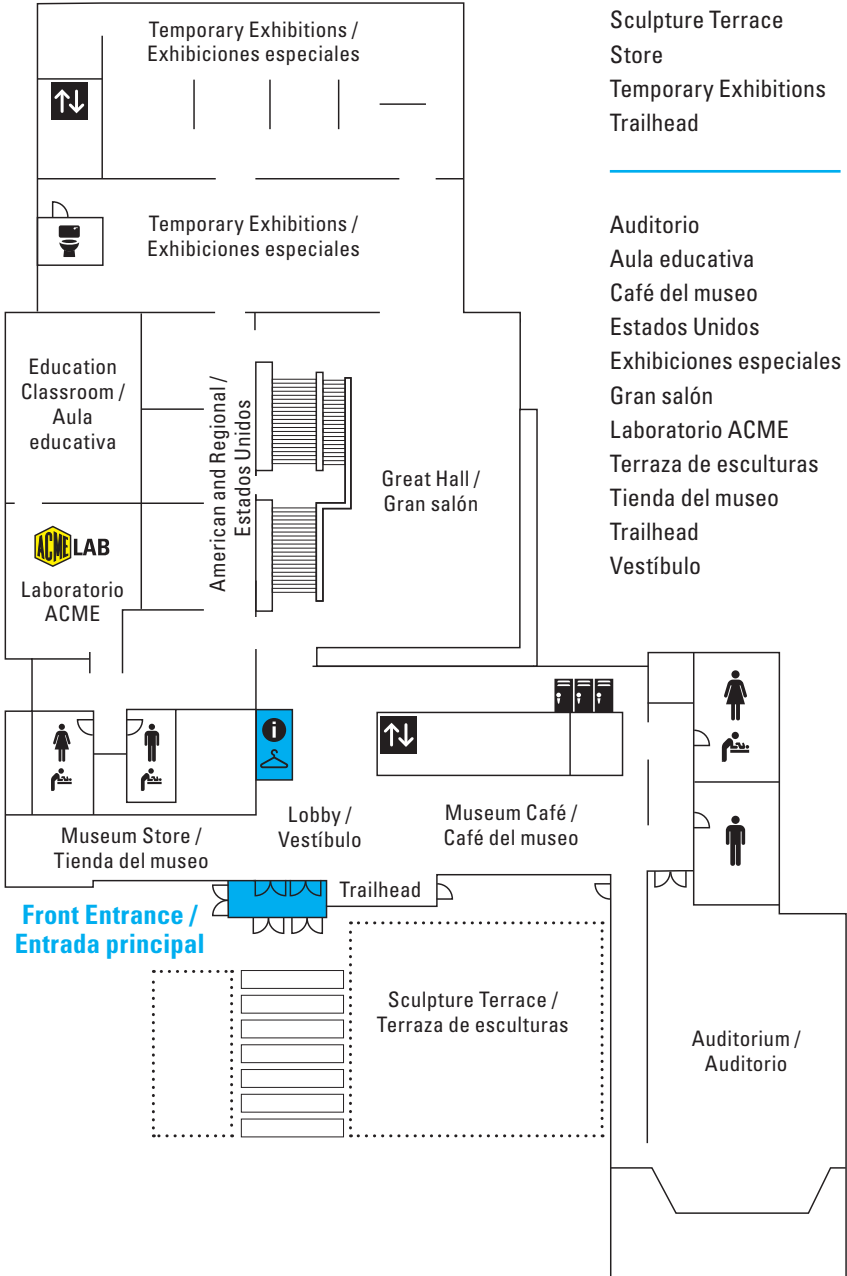 Temporary Exhibitions /
Exhibiciones especiales
Temporary Exhibitions /
Exhibiciones especiales
Education
Classroom /
Aula
educativa
American and Regional /
Estados Unidos
Great Hall /
Gran salón
ACME LAB
Laboratorio
ACME
i
Lobby /
Vestíbulo
Museum Café /
Café del museo
Museum Store /
Tienda del museo
Trailhead
Front Entrance /
Entrada principal
Sculpture Terrace /
Terraza de esculturas
Auditorium /
Auditorio
Sculpture Terrace
Store
Temporary Exhibitions
Trailhead
Auditorio
Aula educativa
Café del museo
Estados Unidos
Exhibiciones especiales
Gran salón
Laboratorio ACME
Terraza de esculturas
Tienda del museo
Trailhead
Vestíbulo